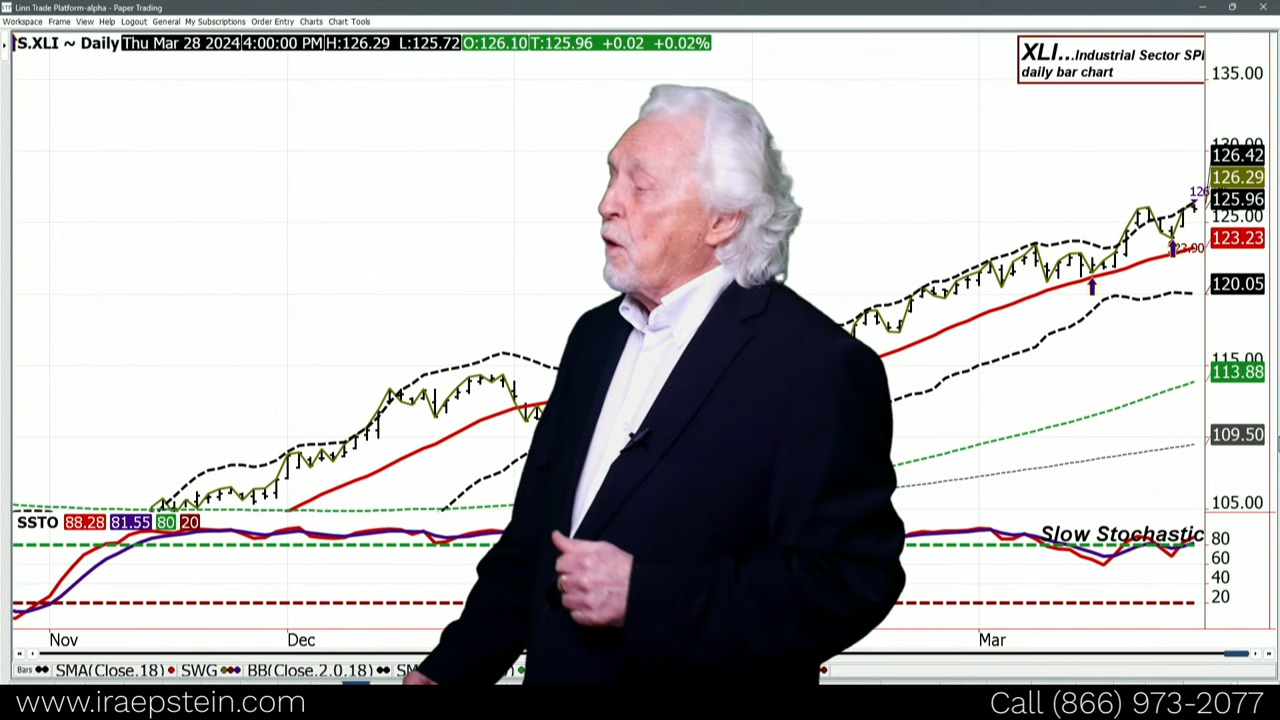 Linn Trade Platform-alpha - Paper Trading
Workspace Frame View Help Logout General My Subscriptions Order Entry Charts Chart Tools
S.XLI ~ Daily Thu Mar 28 2024 4:00:00 PM H:126.29 L:125.72 O:126.10 T:125.96 +0.02 +0.02%
XLI...Industrial Sector SP
daily bar chart
135.00
130.00
126.42
126.29
125.96
125.00
123.23
120.05
115.00
113.88
109.50
105.00
SSTO 88.28 81.55 80 20
Slow Stochastic
80
60
40
20
Nov Dec Mar
Bars SMA(Close,18) SWG BB(Close,2.0,18) SM
www.iraepstein.com
Call (866) 973-2077